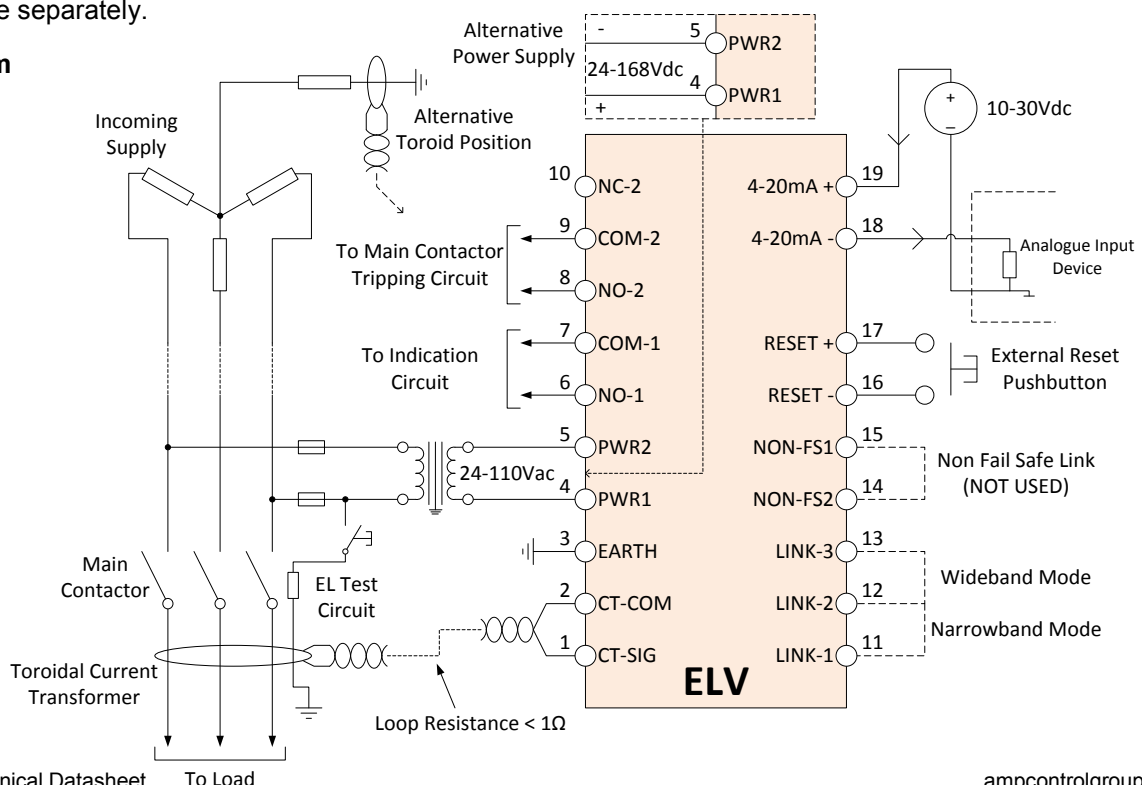 e separately.
m
Alternative
Power Supply
-
5
PWR2
24-168Vdc
4
PWR1
+
Incoming
Supply
Alternative
Toroid Position
+
–
10-30Vdc
10
NC-2
4-20mA +
19
To Main Contactor
Tripping Circuit
9
COM-2
4-20mA -
18
Analogue Input
Device
8
NO-2
To Indication
Circuit
7
COM-1
RESET +
17
External Reset
Pushbutton
6
NO-1
RESET -
16
5
PWR2
NON-FS1
15
24-110Vac
Non Fail Safe Link
(NOT USED)
4
PWR1
NON-FS2
14
3
EARTH
LINK-3
13
Main
Contactor
EL Test
Circuit
Wideband Mode
2
CT-COM
LINK-2
12
Narrowband Mode
1
CT-SIG
LINK-1
11
ELV
Toroidal Current
Transformer
Loop Resistance < 1Ω
nical Datasheet
To Load
ampcontrolgroup